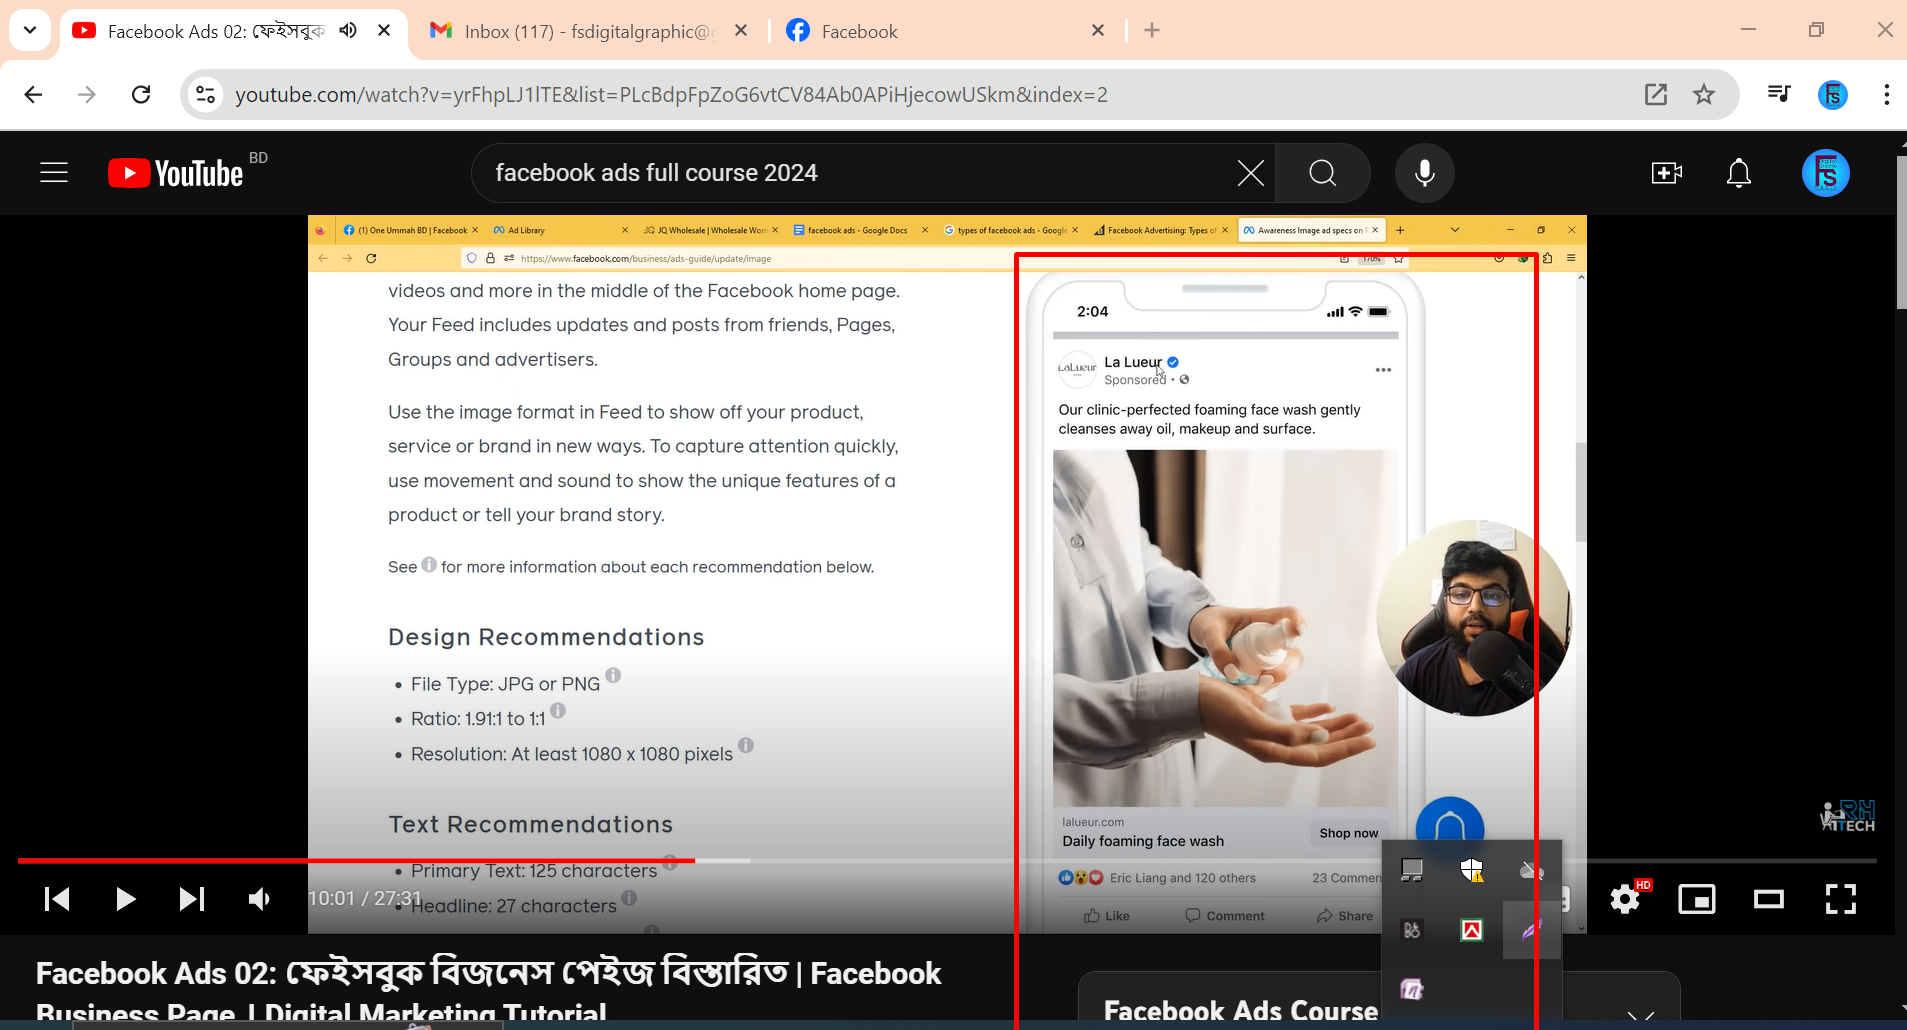 Facebook Ads 02: ফেইসবুক
Inbox (117) - fsdigitalgraphic@
Facebook
youtube.com/watch?v=yrFhpLJ1lTE&list=PLcBdpFpZoG6vtCV84Ab0APiHjecowUSkm&index=2
YouTube BD
facebook ads full course 2024
(1) One Ummah BD | Facebook
Ad Library
JQ JQ Wholesale | Wholesale Wom
facebook ads - Google Docs
types of facebook ads - Google
Facebook Advertising: Types of
Awareness Image ad specs on F
https://www.facebook.com/business/ads-guide/update/image
170%
videos and more in the middle of the Facebook home page.
Your Feed includes updates and posts from friends, Pages,
Groups and advertisers.
Use the image format in Feed to show off your product,
service or brand in new ways. To capture attention quickly,
use movement and sound to show the unique features of a
product or tell your brand story.
See for more information about each recommendation below.
Design Recommendations
• File Type: JPG or PNG
• Ratio: 1.91:1 to 1:1
• Resolution: At least 1080 x 1080 pixels
Text Recommendations
• Primary Text: 125 characters
• Headline: 27 characters
2:04
LaLueur
La Lueur
Sponsored •
Our clinic-perfected foaming face wash gently
cleanses away oil, makeup and surface.
lalueur.com
Daily foaming face wash
Shop now
Eric Liang and 120 others
23 Commen
Like
Comment
Share
RH
ITECH
10:01 / 27:31
HD
Facebook Ads 02: ফেইসবুক বিজনেস পেইজ বিস্তারিত | Facebook
Business Page | Digital Marketing Tutorial
Facebook Ads Course